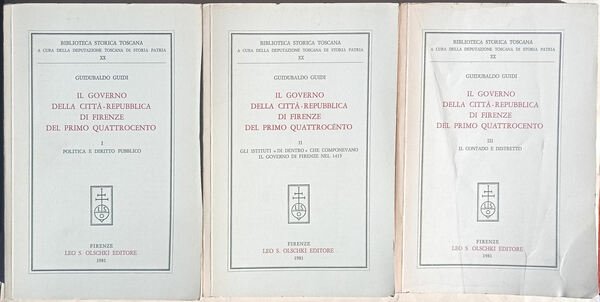 BIBLIOTECA STORICA TOSCANA
A CURA DELLA DEPUTAZIONE TOSCANA DI STORIA PATRIA
XX
GUIDUBALDO GUIDI
IL GOVERNO
DELLA CITTÀ-REPUBBLICA
DI FIRENZE
DEL PRIMO QUATTROCENTO
I
POLITICA E DIRITTO PUBBLICO
FIRENZE
LEO S. OLSCHKI EDITORE
1981
BIBLIOTECA STORICA TOSCANA
A CURA DELLA DEPUTAZIONE TOSCANA DI STORIA PATRIA
XX
GUIDUBALDO GUIDI
IL GOVERNO
DELLA CITTÀ-REPUBBLICA
DI FIRENZE
DEL PRIMO QUATTROCENTO
II
GLI ISTITUTI «DI DENTRO» CHE COMPONEVANO
IL GOVERNO DI FIRENZE NEL 1415
FIRENZE
LEO S. OLSCHKI EDITORE
1981
BIBLIOTECA STORICA TOSCANA
A CURA DELLA DEPUTAZIONE TOSCANA DI STORIA PATRIA
XX
GUIDUBALDO GUIDI
IL GOVERNO
DELLA CITTÀ-REPUBBLICA
DI FIRENZE
DEL PRIMO QUATTROCENTO
III
IL CONTADO E DISTRETTO
FIRENZE
LEO S. OLSCHKI EDITORE
1981